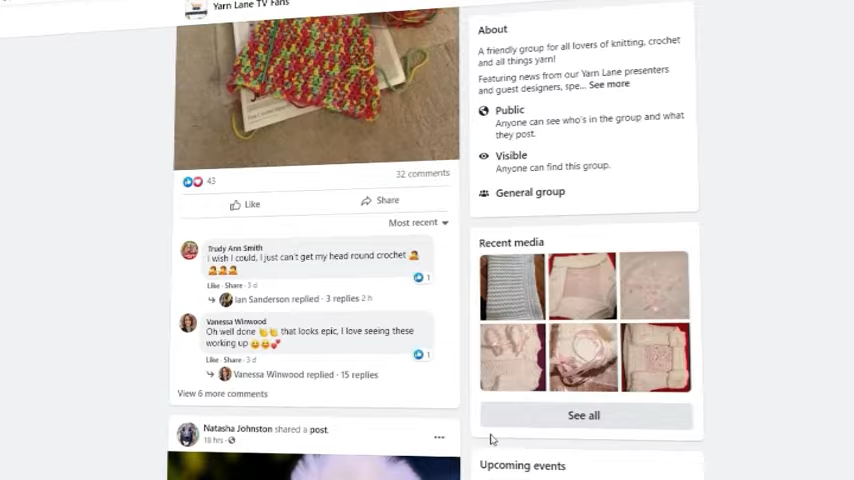 Yarn Lane TV Fans
43
32 comments
Like
Share
Most recent
Trudy Ann Smith
I wish I could, I just can't get my head round crochet 🤦
🤦🤦🤦
1
Like · Share · 3 d
Ian Sanderson replied · 3 replies 2 h
Vanessa Winwood
Oh well done 👏👏 that looks epic, I love seeing these
working up 😊😊💕
1
Like · Share · 3 d
Vanessa Winwood replied · 15 replies
View 6 more comments
Natasha Johnston shared a post.
18 hrs ·
About
A friendly group for all lovers of knitting, crochet
and all things yarn!
Featuring news from our Yarn Lane presenters
and guest designers, spe... See more
Public
Anyone can see who's in the group and what
they post.
Visible
Anyone can find this group.
General group
Recent media
See all
Upcoming events